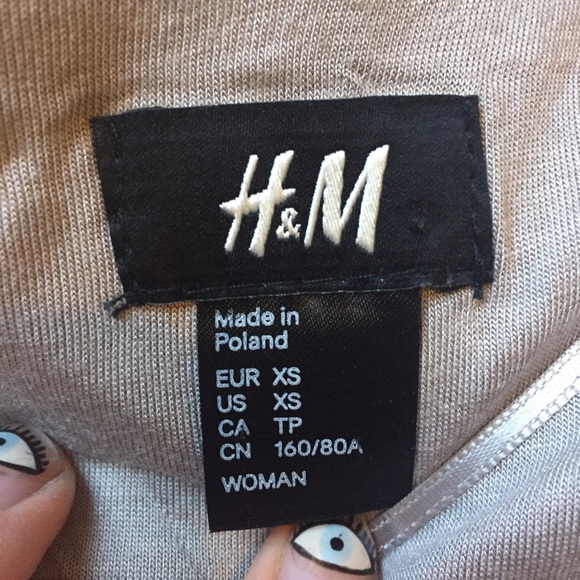 H&M
Made in
Poland
EUR XS
US XS
CA TP
CN 160/80A
WOMAN